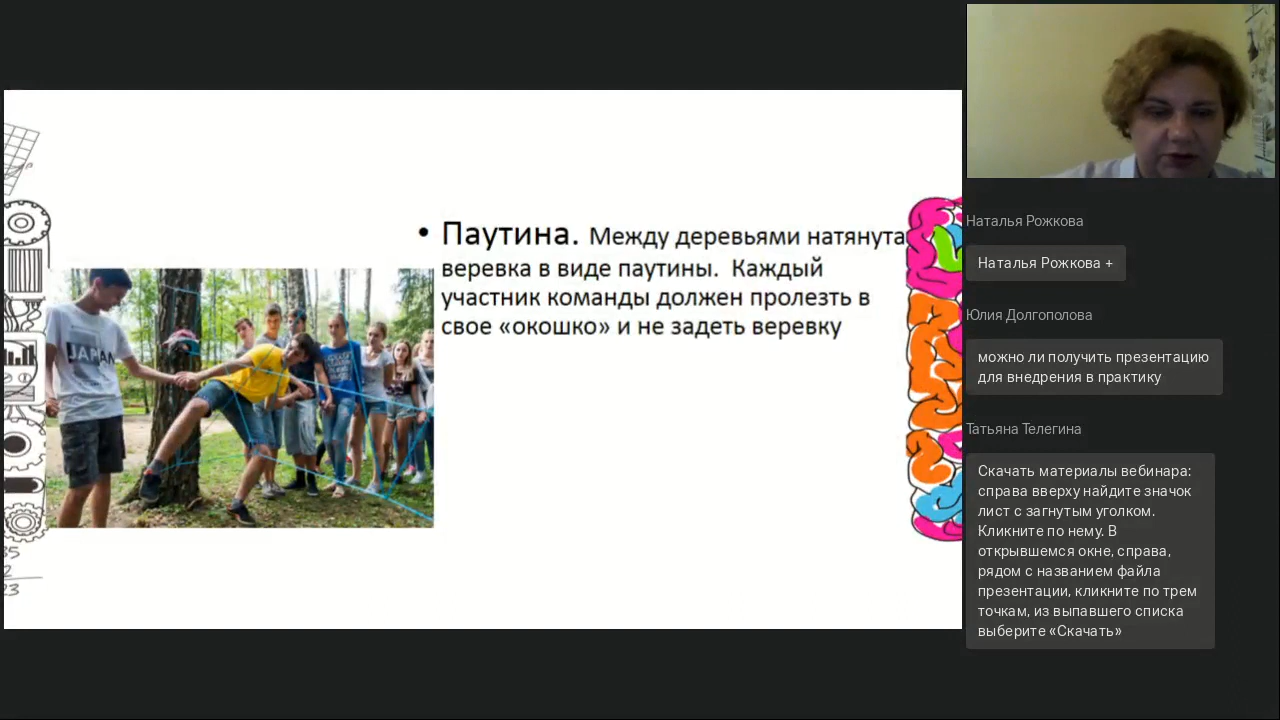 • Паутина. Между деревьями натянута
веревка в виде паутины. Каждый
участник команды должен пролезть в
свое «окошко» и не задеть веревку
JAPAN
Наталья Рожкова
Наталья Рожкова +
Юлия Долгополова
можно ли получить презентацию
для внедрения в практику
Татьяна Телегина
Скачать материалы вебинара:
справа вверху найдите значок
лист с загнутым уголком.
Кликните по нему. В
открывшемся окне, справа,
рядом с названием файла
презентации, кликните по трем
точкам, из выпавшего списка
выберите «Скачать»